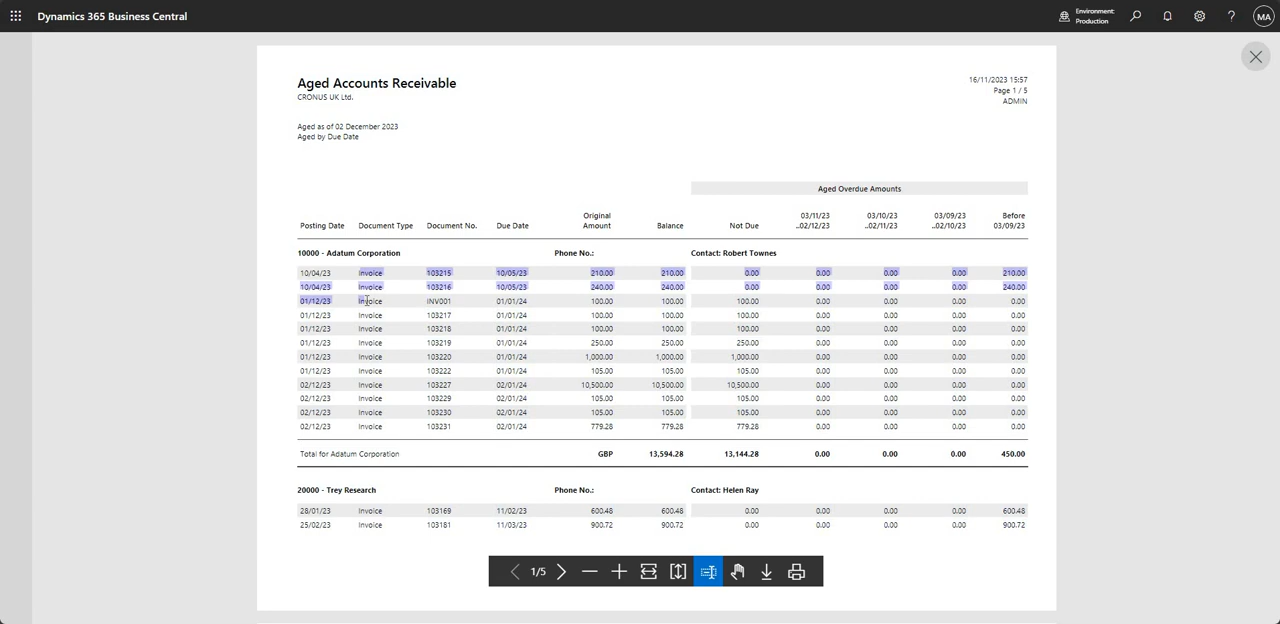 Dynamics 365 Business Central
Environment:
Production
MA
Aged Accounts Receivable
CRONUS UK Ltd.
16/11/2023 15:57
Page 1 / 5
ADMIN
Aged as of 02 December 2023
Aged by Due Date
Aged Overdue Amounts
Original 03/11/23 03/10/23 03/09/23 Before
Posting Date Document Type Document No. Due Date Amount Balance Not Due ..02/12/23 ..02/11/23 ..02/10/23 03/09/23
10000 - Adatum Corporation Phone No.: Contact: Robert Townes
10/04/23 Invoice 103215 10/05/23 210.00 210.00 0.00 0.00 0.00 0.00 210.00
10/04/23 Invoice 103216 10/05/23 240.00 240.00 0.00 0.00 0.00 0.00 240.00
01/12/23 Invoice INV001 01/01/24 100.00 100.00 100.00 0.00 0.00 0.00 0.00
01/12/23 Invoice 103217 01/01/24 100.00 100.00 100.00 0.00 0.00 0.00 0.00
01/12/23 Invoice 103218 01/01/24 100.00 100.00 100.00 0.00 0.00 0.00 0.00
01/12/23 Invoice 103219 01/01/24 250.00 250.00 250.00 0.00 0.00 0.00 0.00
01/12/23 Invoice 103220 01/01/24 1,000.00 1,000.00 1,000.00 0.00 0.00 0.00 0.00
01/12/23 Invoice 103222 01/01/24 105.00 105.00 105.00 0.00 0.00 0.00 0.00
02/12/23 Invoice 103227 02/01/24 10,500.00 10,500.00 10,500.00 0.00 0.00 0.00 0.00
02/12/23 Invoice 103229 02/01/24 105.00 105.00 105.00 0.00 0.00 0.00 0.00
02/12/23 Invoice 103230 02/01/24 105.00 105.00 105.00 0.00 0.00 0.00 0.00
02/12/23 Invoice 103231 02/01/24 779.28 779.28 779.28 0.00 0.00 0.00 0.00
Total for Adatum Corporation GBP 13,594.28 13,144.28 0.00 0.00 0.00 450.00
20000 - Trey Research Phone No.: Contact: Helen Ray
28/01/23 Invoice 103169 11/02/23 600.48 600.48 0.00 0.00 0.00 0.00 600.48
25/02/23 Invoice 103181 11/03/23 900.72 900.72 0.00 0.00 0.00 0.00 900.72
1/5